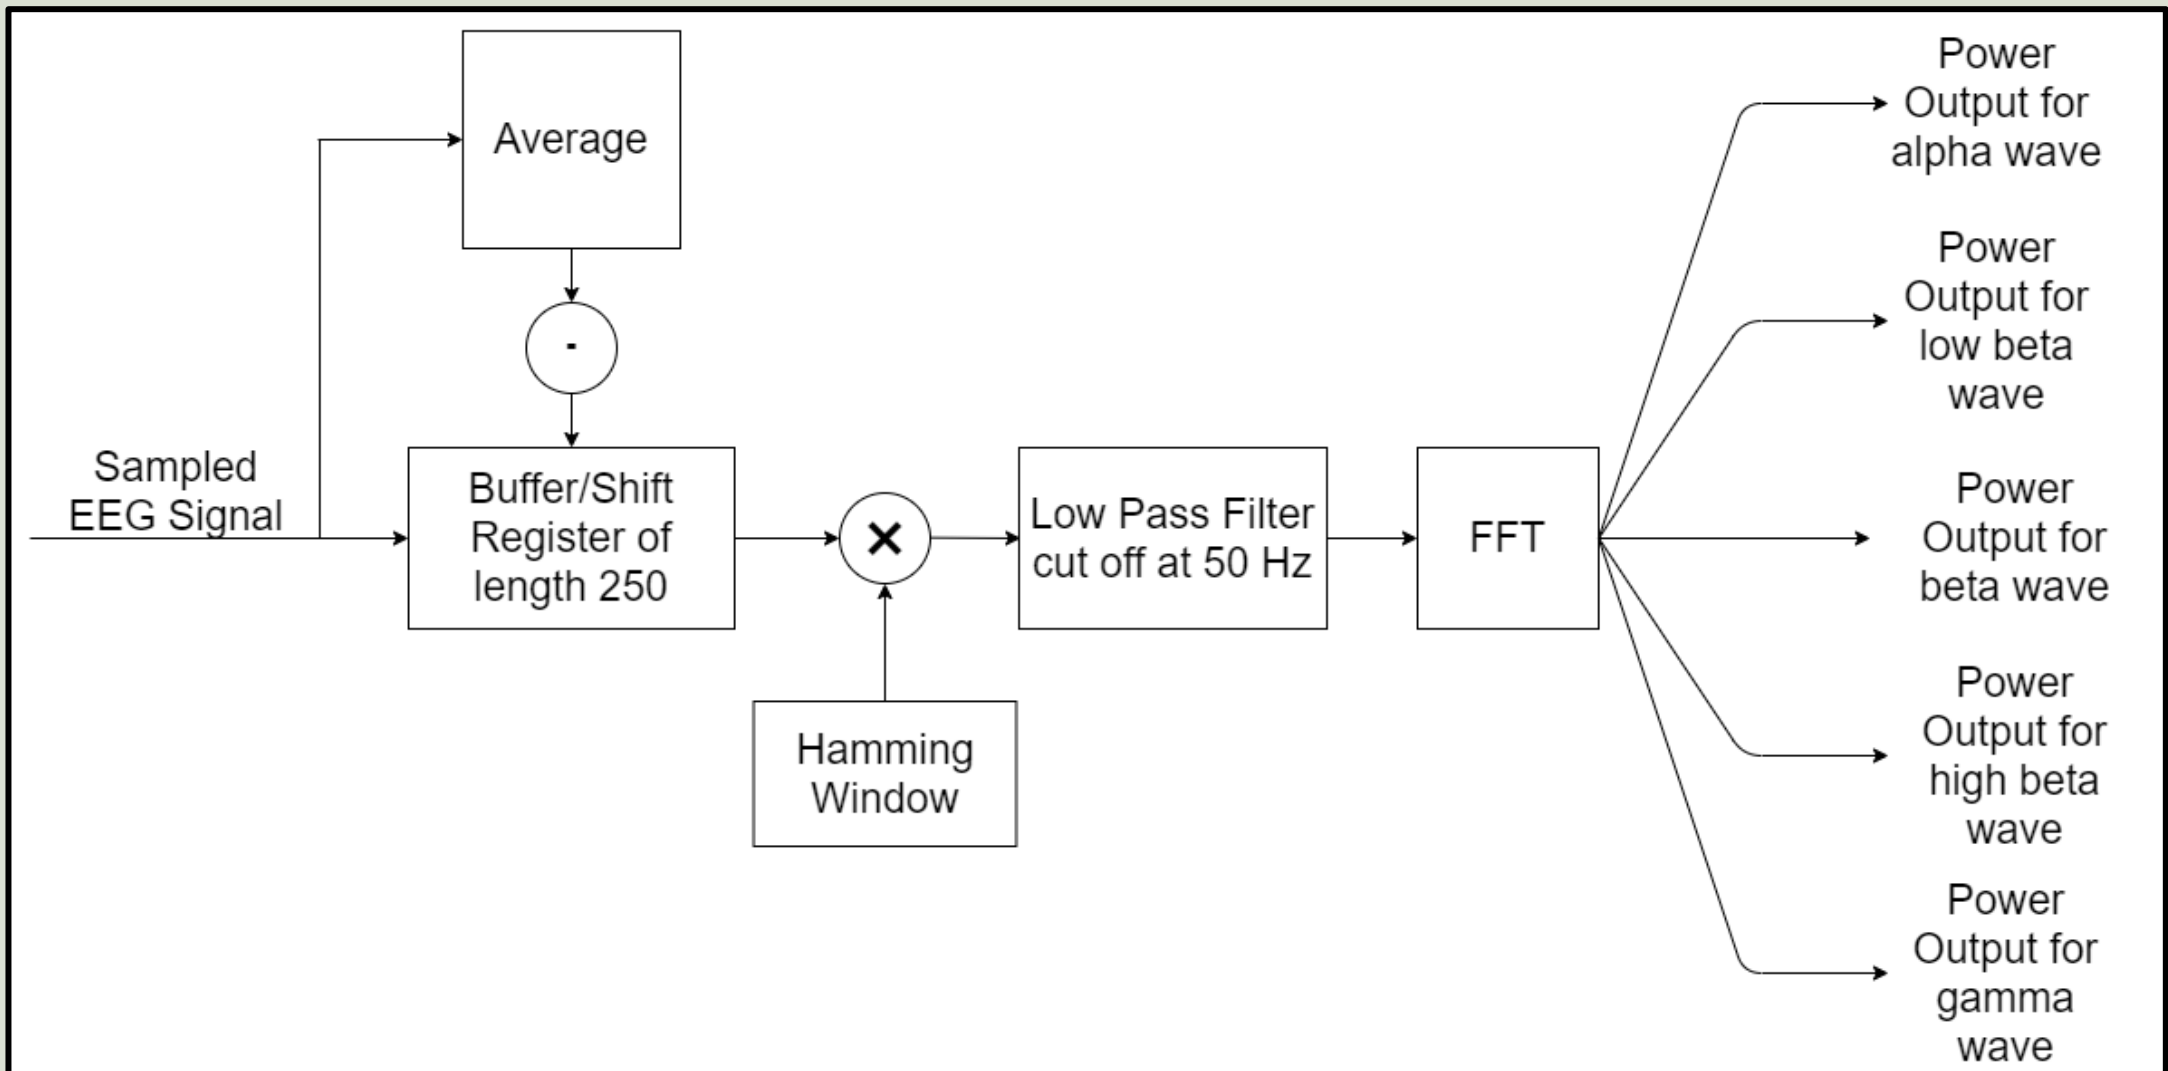 Average
-
Sampled
EEG Signal
Buffer/Shift
Register of
length 250
×
Hamming
Window
Low Pass Filter
cut off at 50 Hz
FFT
Power
Output for
alpha wave
Power
Output for
low beta
wave
Power
Output for
beta wave
Power
Output for
high beta
wave
Power
Output for
gamma
wave